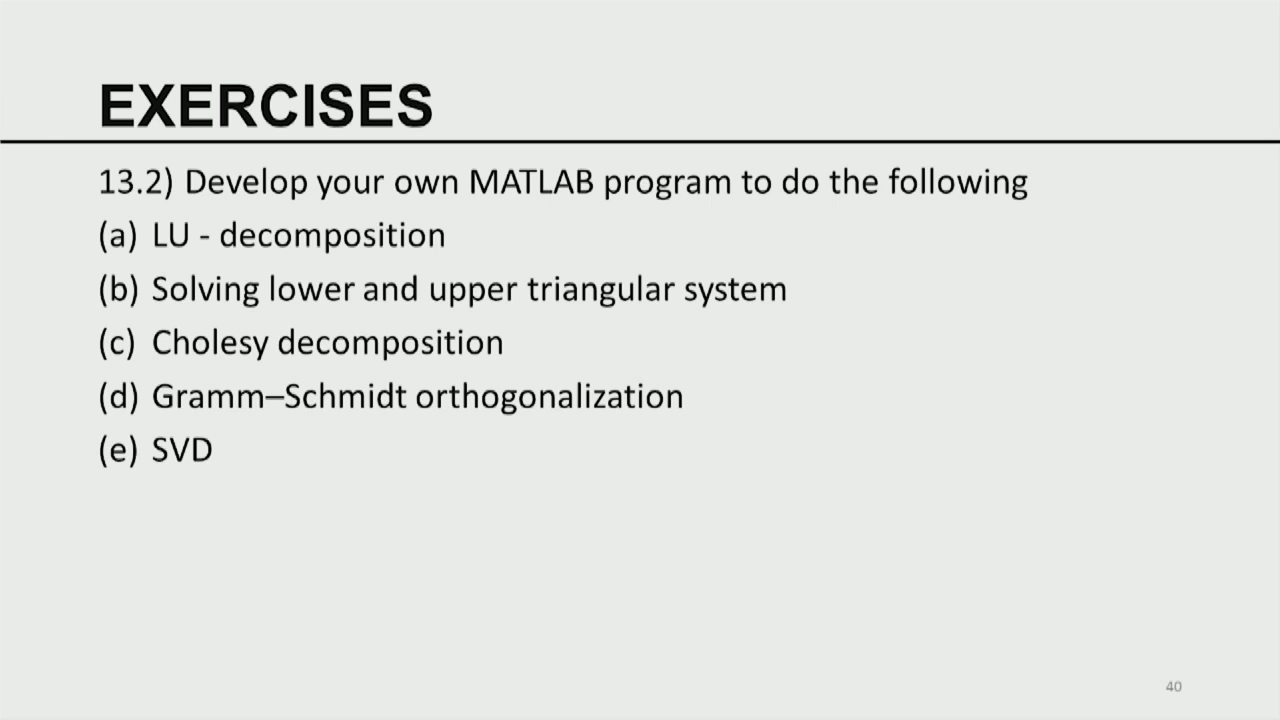 EXERCISES
13.2) Develop your own MATLAB program to do the following
(a) LU - decomposition
(b) Solving lower and upper triangular system
(c) Cholesy decomposition
(d) Gramm–Schmidt orthogonalization
(e) SVD
40